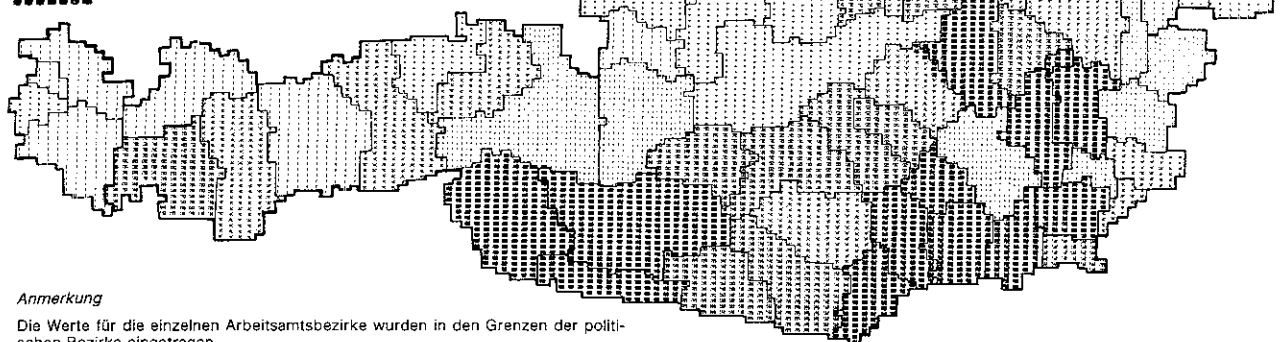 Anmerkung
Die Werte für die einzelnen Arbeitsamtsbezirke wurden in den Grenzen der politi-
schen Bezirke eingetragen